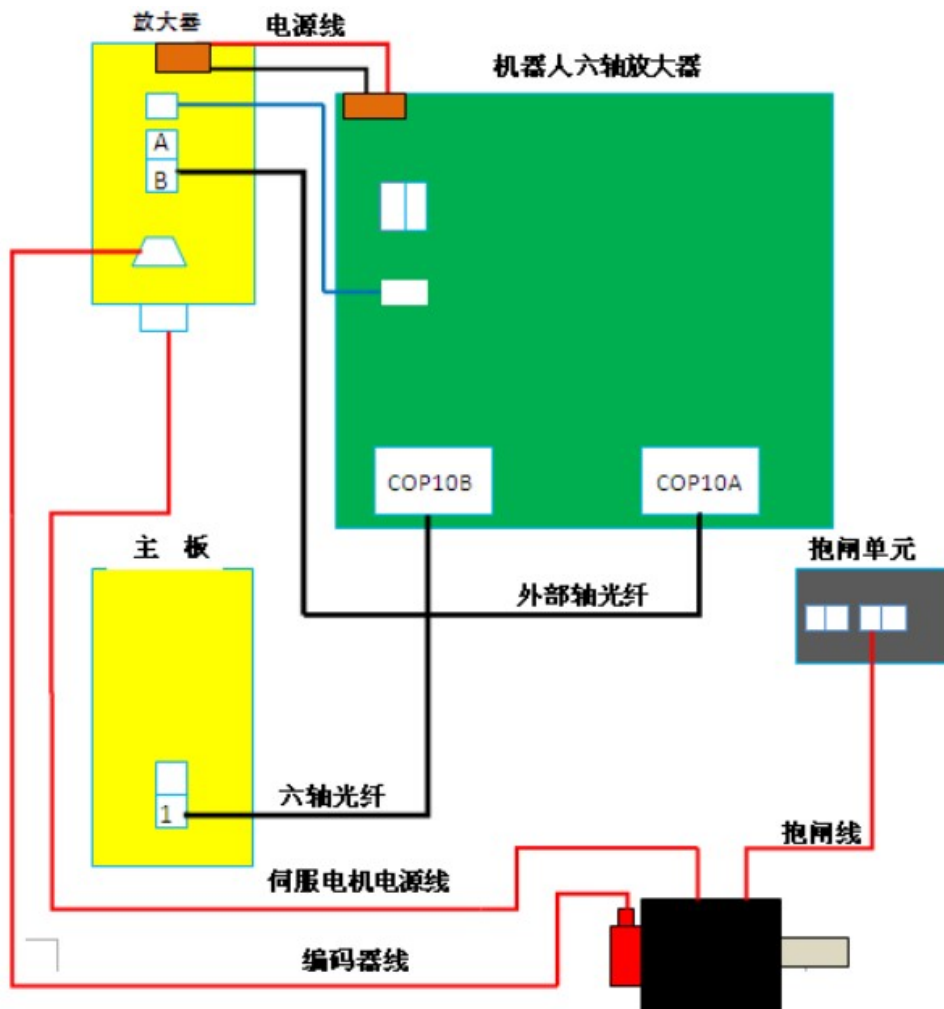 放大器
电源线
机器人六轴放大器
A
B
COP10B
COP10A
主 板
抱闸单元
外部轴光纤
六轴光纤
1
抱闸线
伺服电机电源线
编码器线